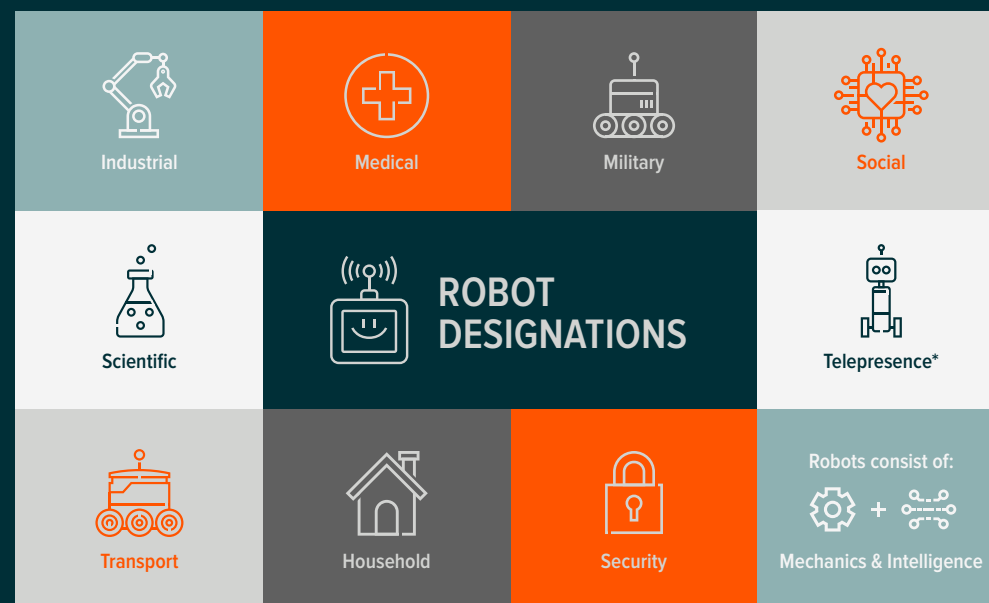 Industrial
Medical
Military
Social
Scientific
ROBOT
DESIGNATIONS
Telepresence*
Transport
Household
Security
Robots consist of:
+
Mechanics & Intelligence